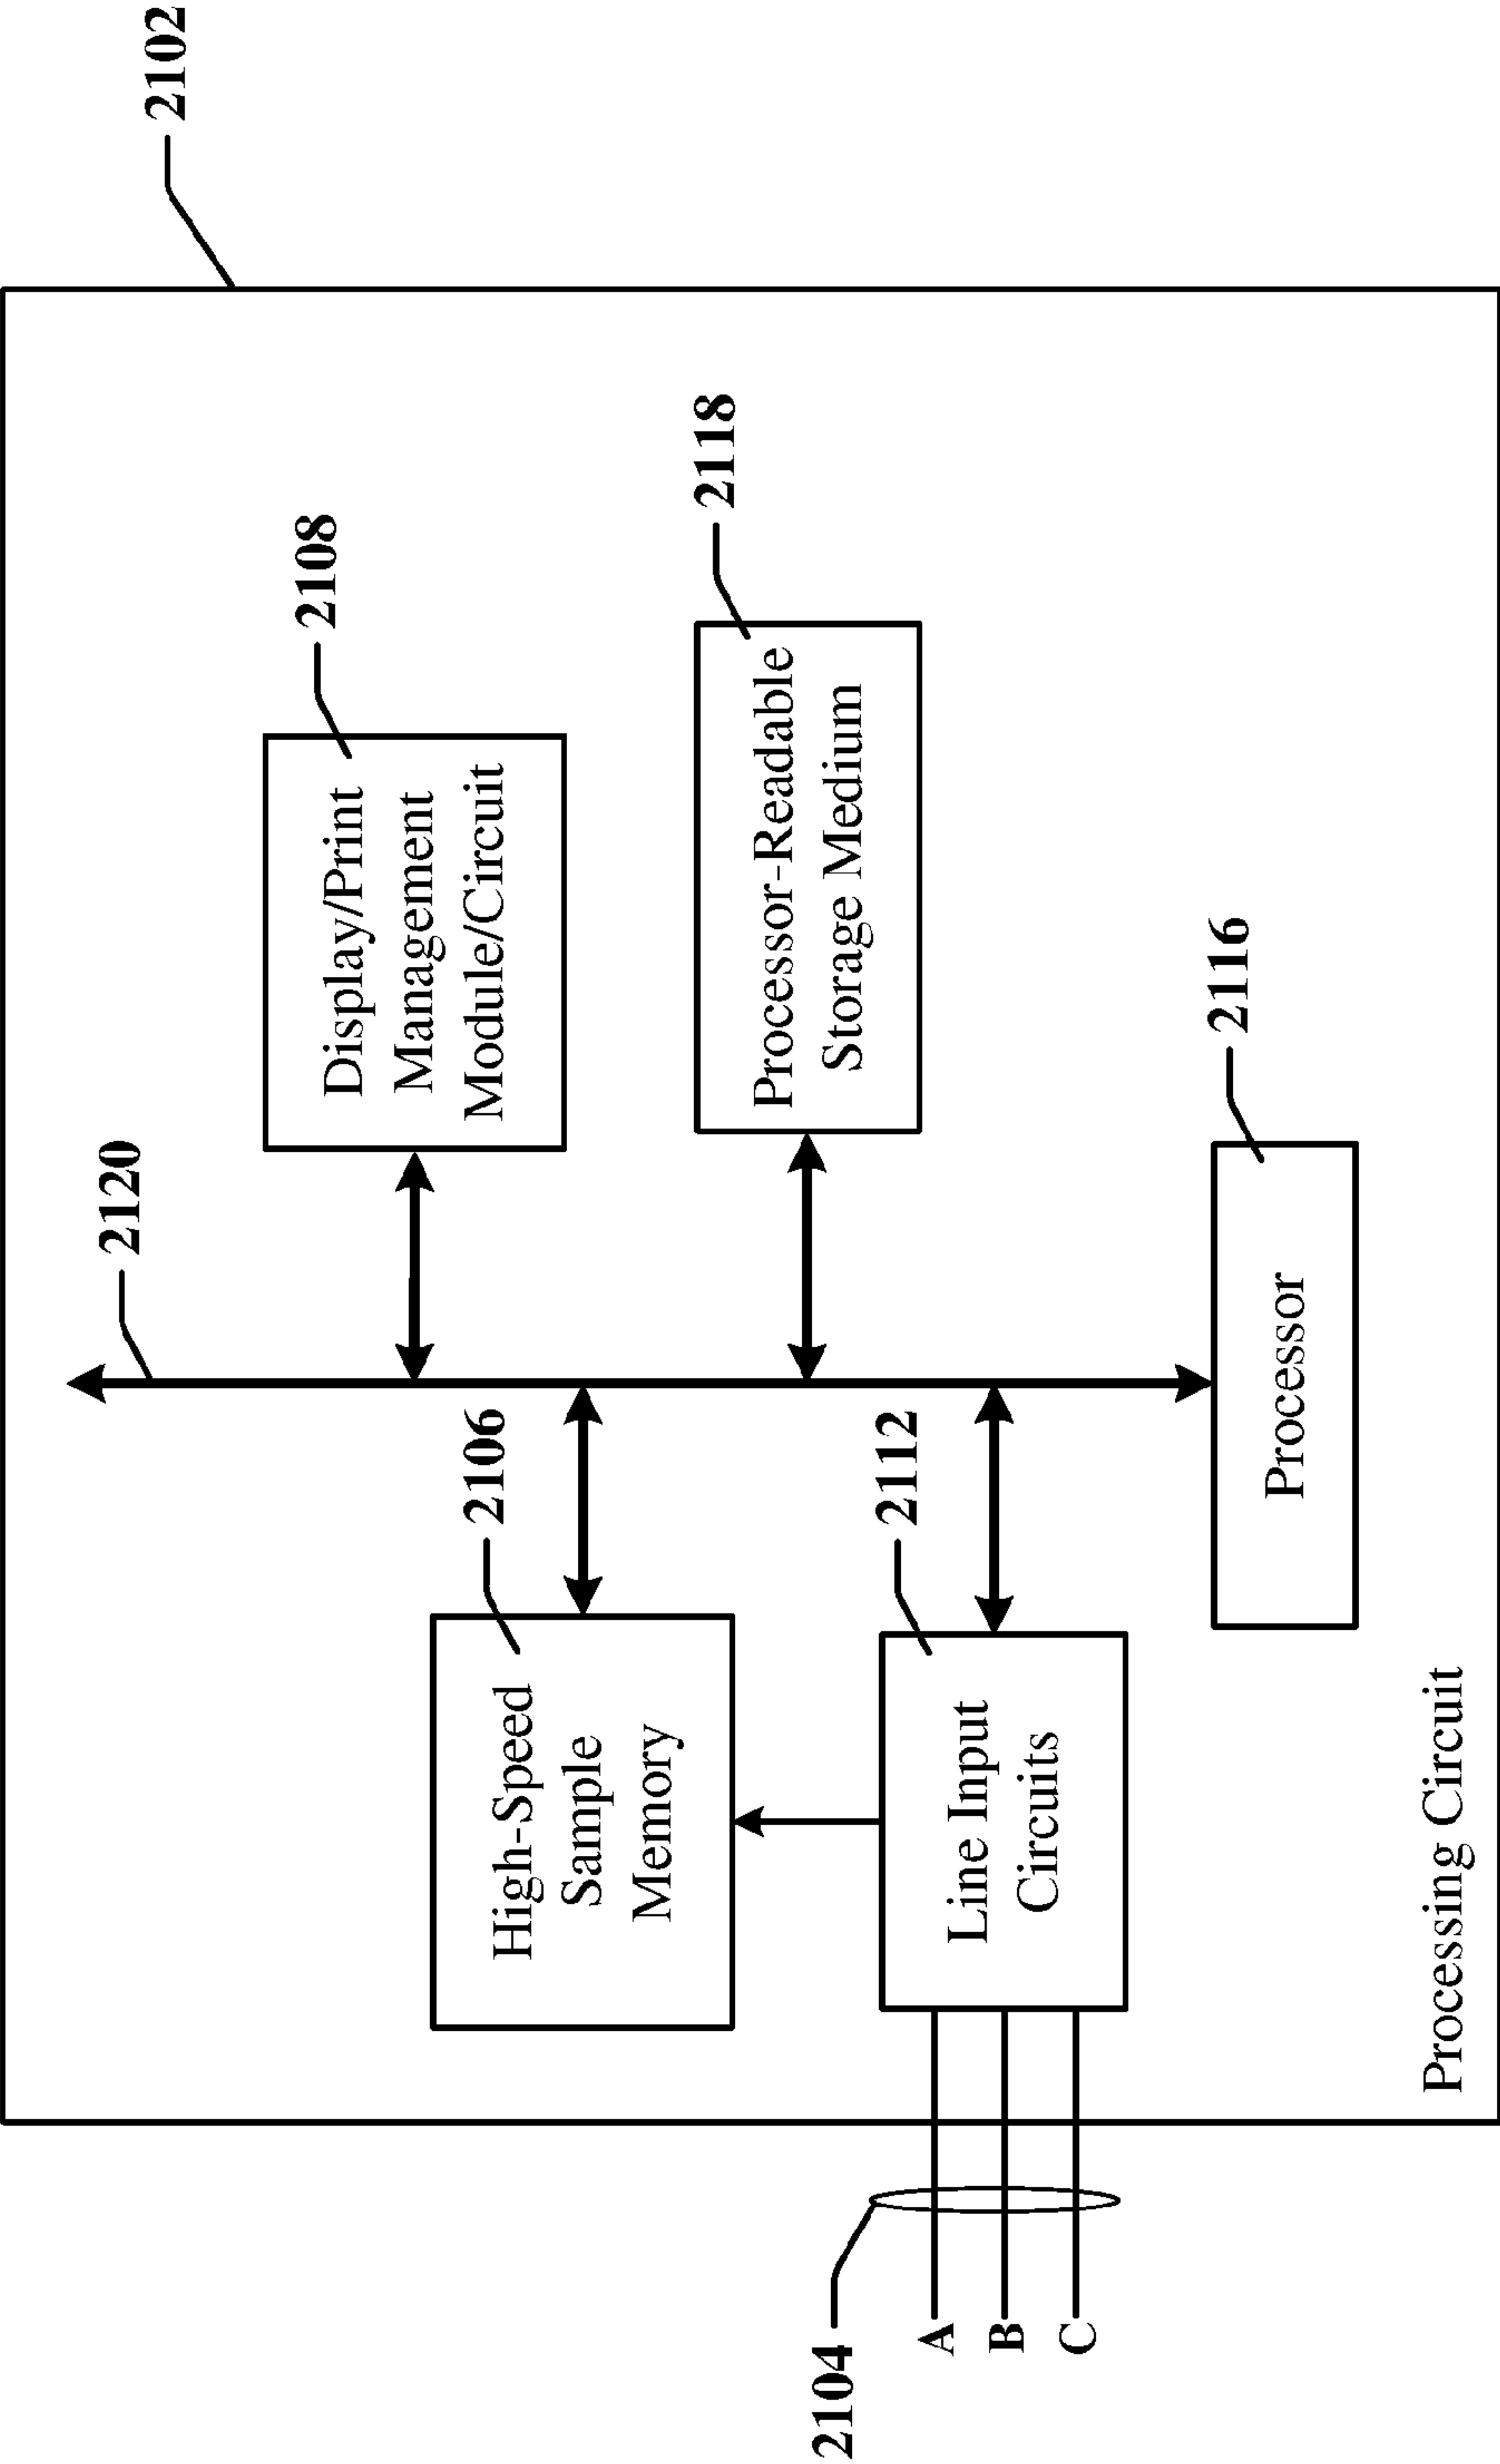 2102
2120
2108
Display/Print
Management
Module/Circuit
2106
High-Speed
Sample
Memory
2118
Processor-Readable
Storage Medium
2104
A
B
C
2112
Line Input
Circuits
2116
Processor
Processing Circuit